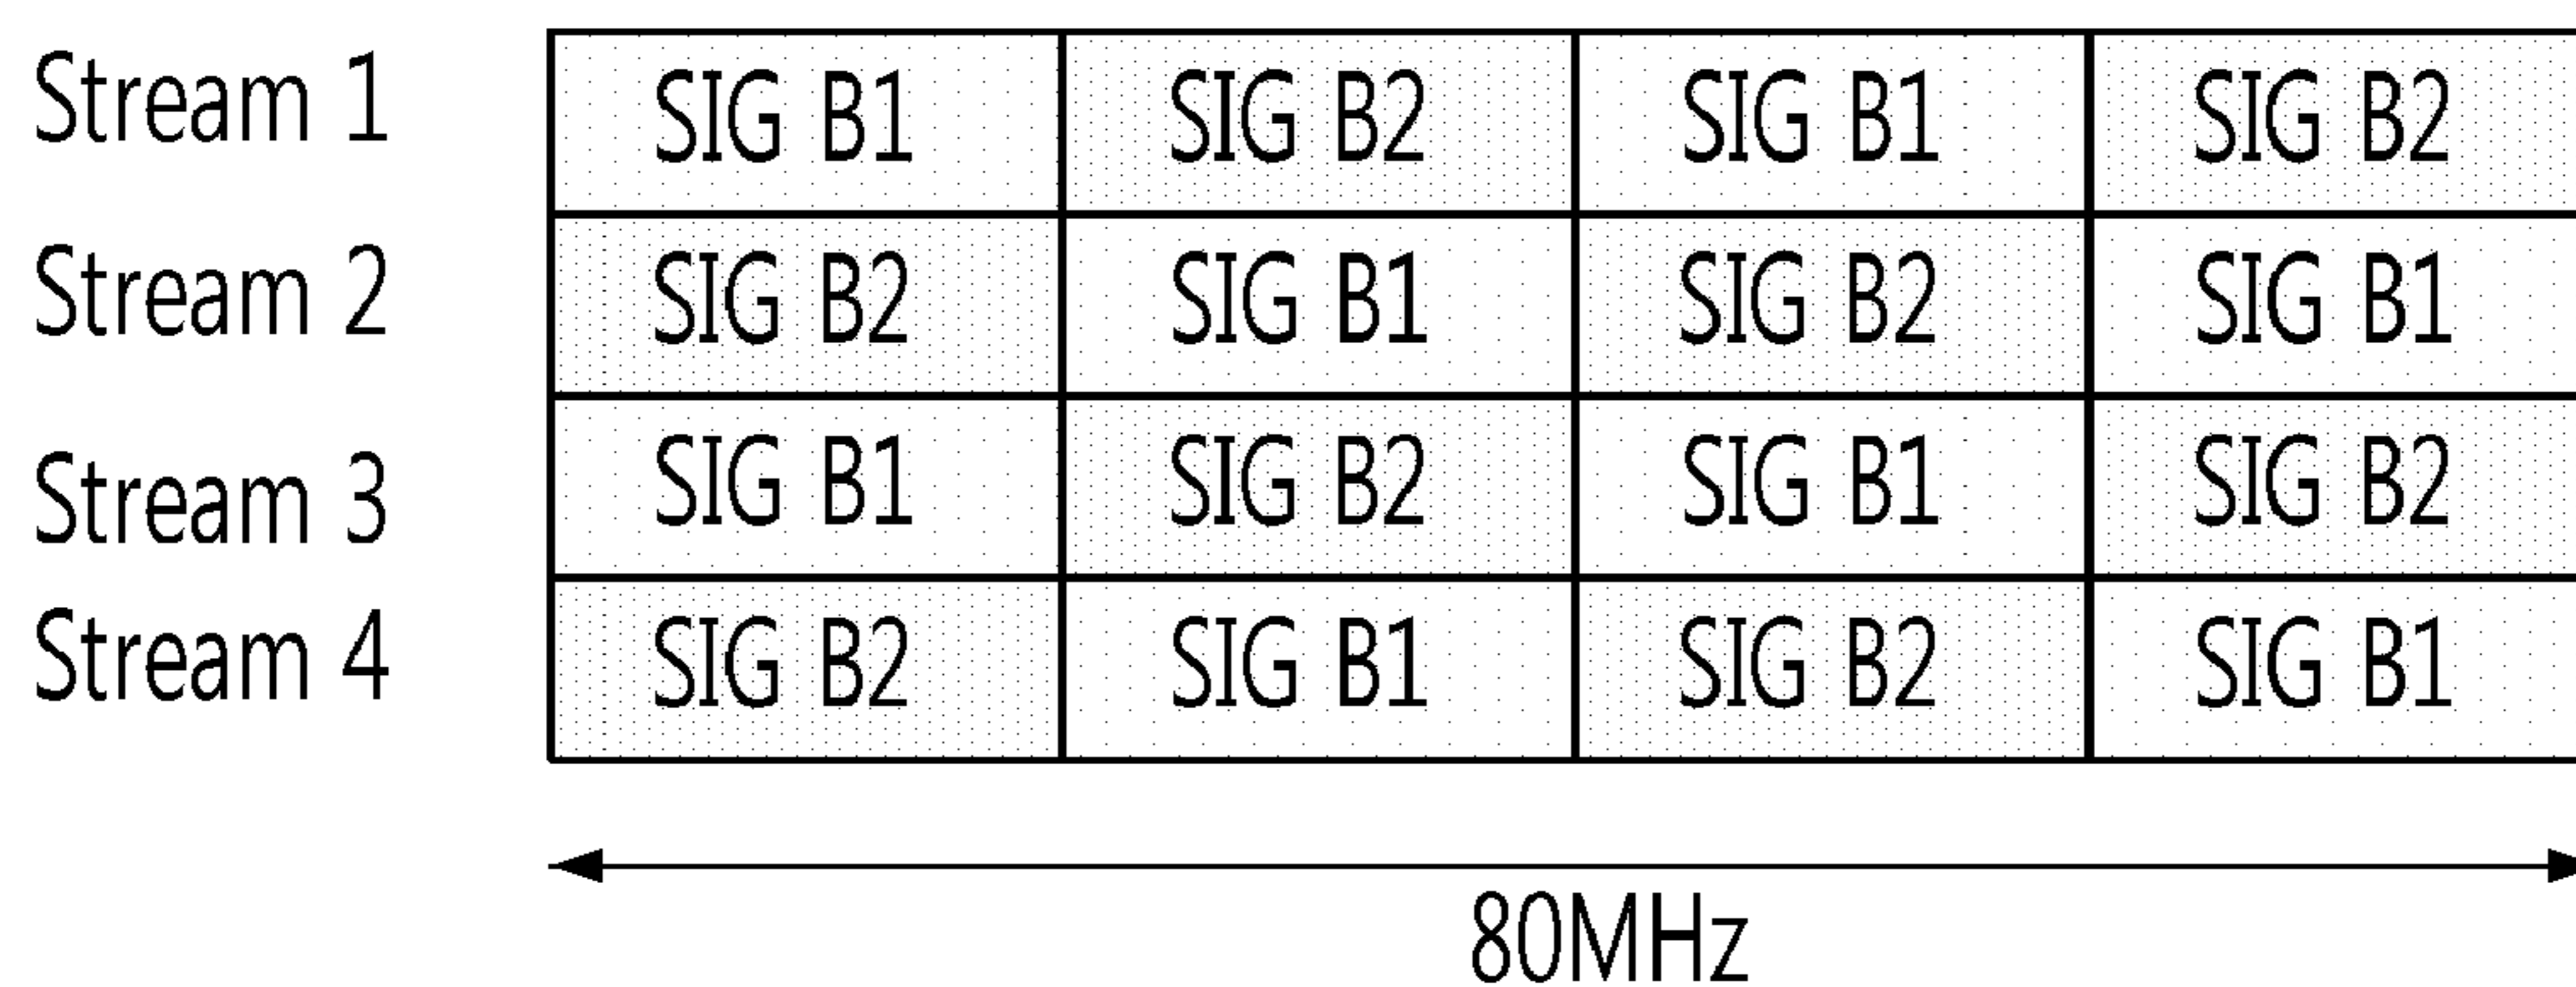 Stream 1 SIG B1 SIG B2 SIG B1 SIG B2
Stream 2 SIG B2 SIG B1 SIG B2 SIG B1
Stream 3 SIG B1 SIG B2 SIG B1 SIG B2
Stream 4 SIG B2 SIG B1 SIG B2 SIG B1
80MHz